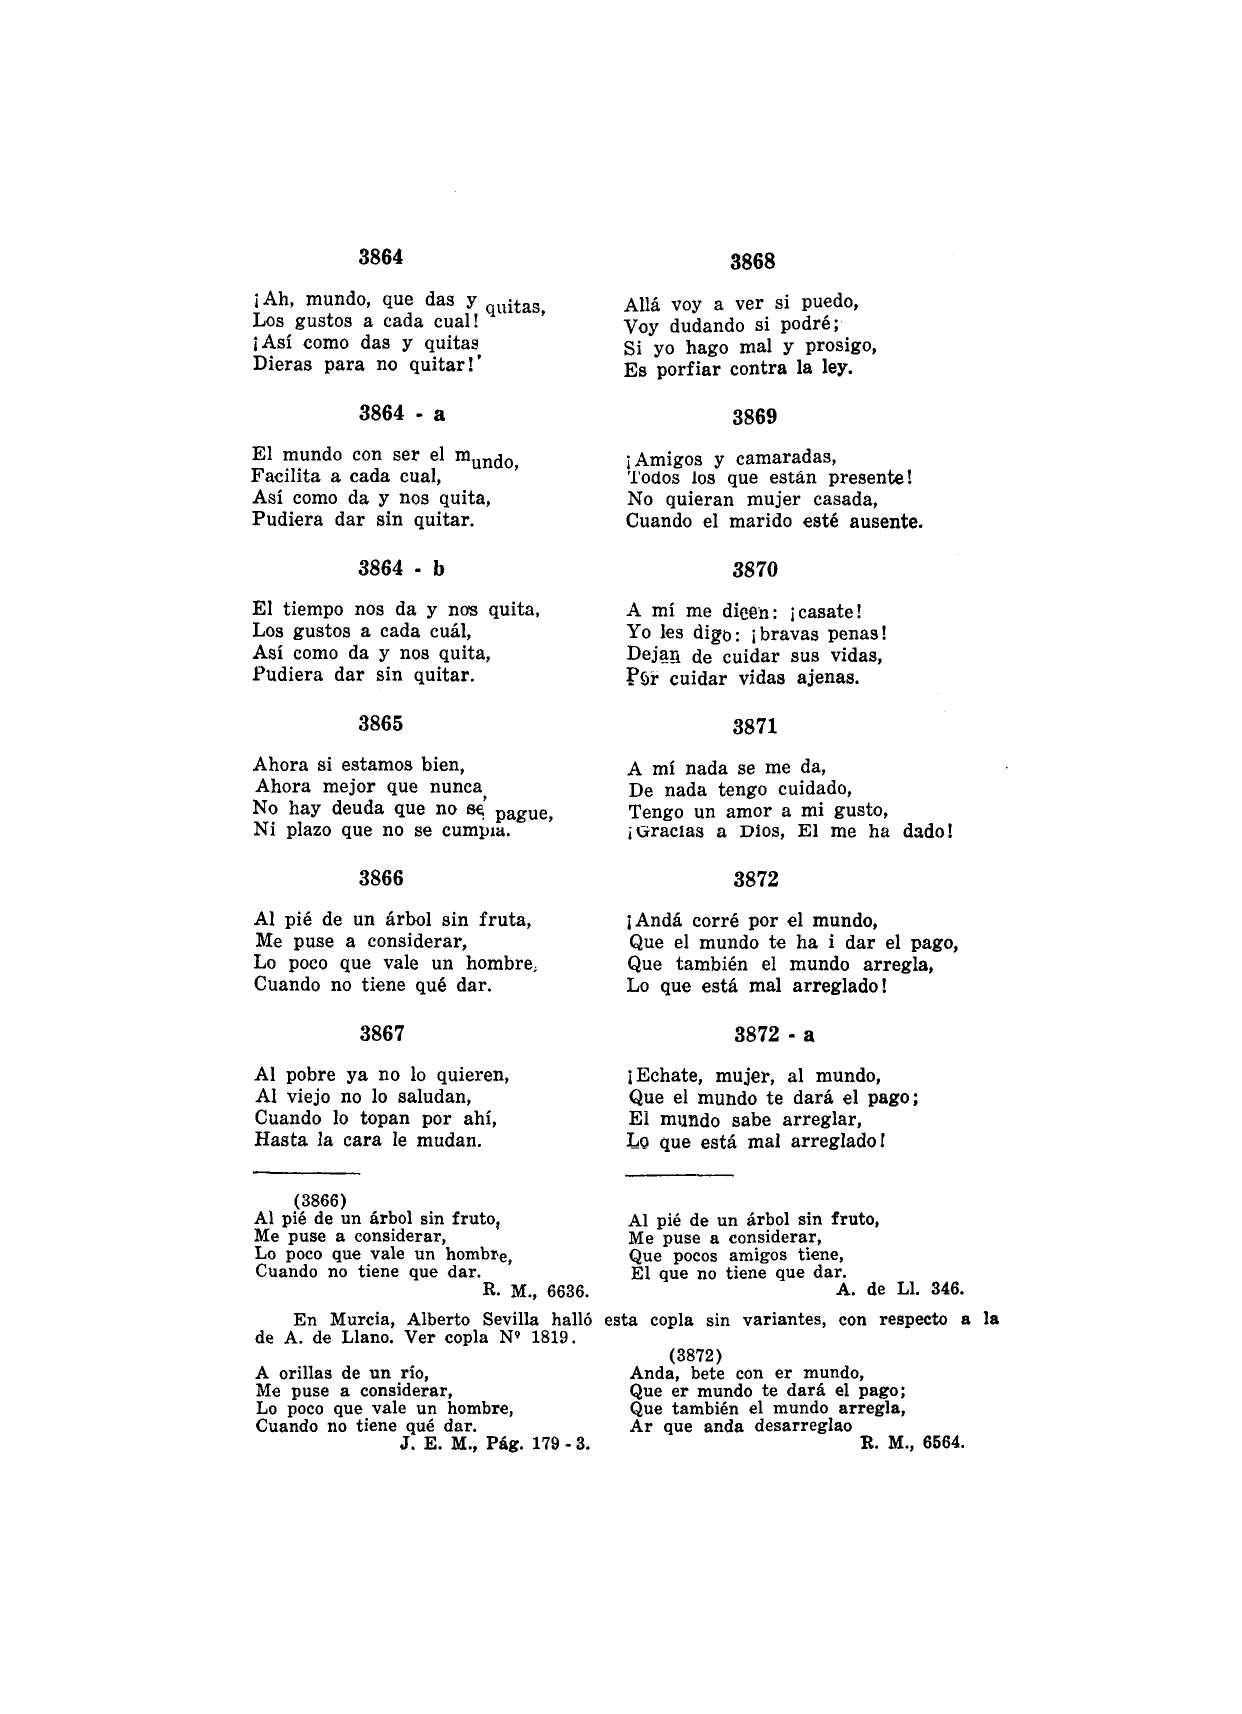 3864
¡Ah, mundo, que das y quitas,
Los gustos a cada cual!
¡Así como das y quitas
Dieras para no quitar!'
3864 - a
El mundo con ser el mundo,
Facilita a cada cual,
Así como da y nos quita,
Pudiera dar sin quitar.
3864 - b
El tiempo nos da y nos quita,
Los gustos a cada cuál,
Así como da y nos quita,
Pudiera dar sin quitar.
3865
Ahora si estamos bien,
Ahora mejor que nunca,
No hay deuda que no se pague,
Ni plazo que no se cumpla.
3866
Al pié de un árbol sin fruta,
Me puse a considerar,
Lo poco que vale un hombre,
Cuando no tiene qué dar.
3867
Al pobre ya no lo quieren,
Al viejo no lo saludan,
Cuando lo topan por ahí,
Hasta la cara le mudan.
3868
Allá voy a ver si puedo,
Voy dudando si podré;
Si yo hago mal y prosigo,
Es porfiar contra la ley.
3869
¡Amigos y camaradas,
Todos los que están presente!
No quieran mujer casada,
Cuando el marido esté ausente.
3870
A mí me dicen: ¡casate!
Yo les digo: ¡bravas penas!
Dejan de cuidar sus vidas,
Por cuidar vidas ajenas.
3871
A mí nada se me da,
De nada tengo cuidado,
Tengo un amor a mi gusto,
¡Gracias a Dios, El me ha dado!
3872
¡Andá corré por el mundo,
Que el mundo te ha i dar el pago,
Que también el mundo arregla,
Lo que está mal arreglado!
3872 - a
¡Echate, mujer, al mundo,
Que el mundo te dará el pago;
El mundo sabe arreglar,
Lo que está mal arreglado!
(3866)
Al pié de un árbol sin fruto,
Me puse a considerar,
Lo poco que vale un hombre,
Cuando no tiene que dar.
R. M., 6636.
Al pié de un árbol sin fruto,
Me puse a considerar,
Que pocos amigos tiene,
El que no tiene que dar.
A. de Ll. 346.
En Murcia, Alberto Sevilla halló esta copla sin variantes, con respecto a la
de A. de Llano. Ver copla Nº 1819.
A orillas de un río,
Me puse a considerar,
Lo poco que vale un hombre,
Cuando no tiene qué dar.
J. E. M., Pág. 179 - 3.
(3872)
Anda, bete con er mundo,
Que er mundo te dará el pago;
Que también el mundo arregla,
Ar que anda desarreglao
R. M., 6564.